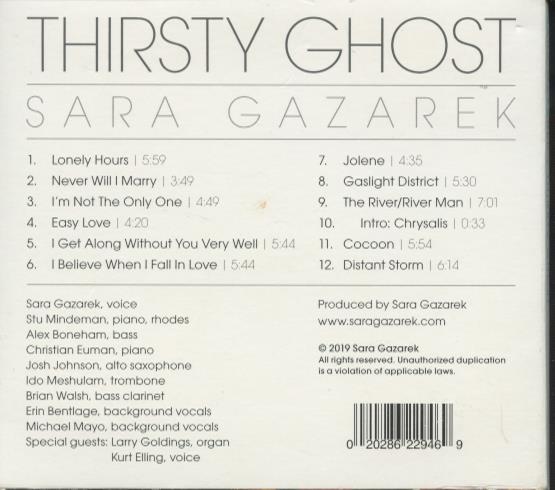 THIRSTY GHOST
SARA GAZAREK
1. Lonely Hours | 5:59
2. Never Will I Marry | 3:49
3. I'm Not The Only One | 4:49
4. Easy Love | 4:20
5. I Get Along Without You Very Well | 5:44
6. I Believe When I Fall In Love | 5:44
7. Jolene | 4:35
8. Gaslight District | 5:30
9. The River/River Man | 7:01
10. Intro: Chrysalis | 0:33
11. Cocoon | 5:54
12. Distant Storm | 6:14
Sara Gazarek, voice
Stu Mindeman, piano, rhodes
Alex Boneham, bass
Christian Euman, piano
Josh Johnson, alto saxophone
Ido Meshulam, trombone
Brian Walsh, bass clarinet
Erin Bentlage, background vocals
Michael Mayo, background vocals
Special guests: Larry Goldings, organ
Kurt Elling, voice
Produced by Sara Gazarek
www.saragazarek.com
© 2019 Sara Gazarek
All rights reserved. Unauthorized duplication
is a violation of applicable laws.
0 20286 22946 9